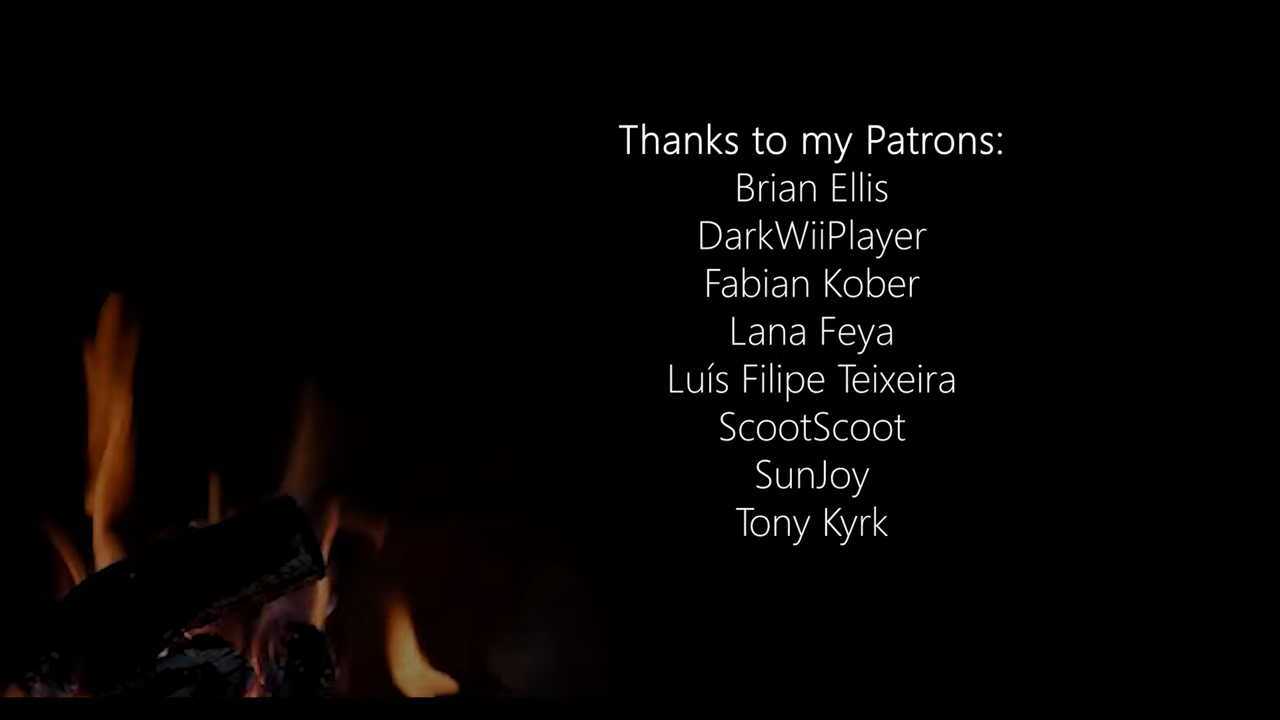 Thanks to my Patrons:
Brian Ellis
DarkWiiPlayer
Fabian Kober
Lana Feya
Luís Filipe Teixeira
ScootScoot
SunJoy
Tony Kyrk